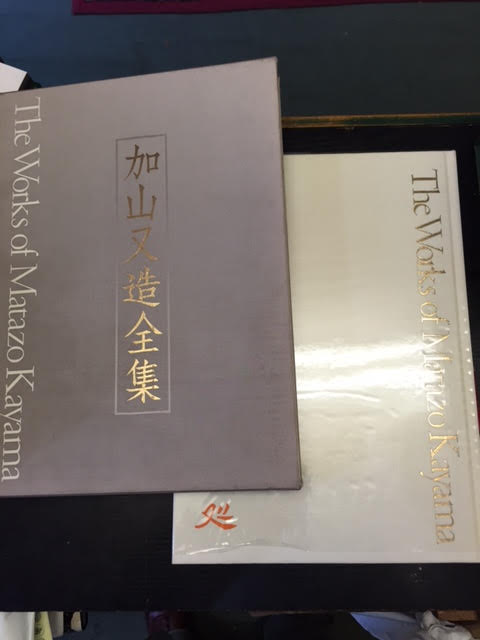 The Works of Matazo Kayama
加山又造全集
The Works of Matazo Kayama